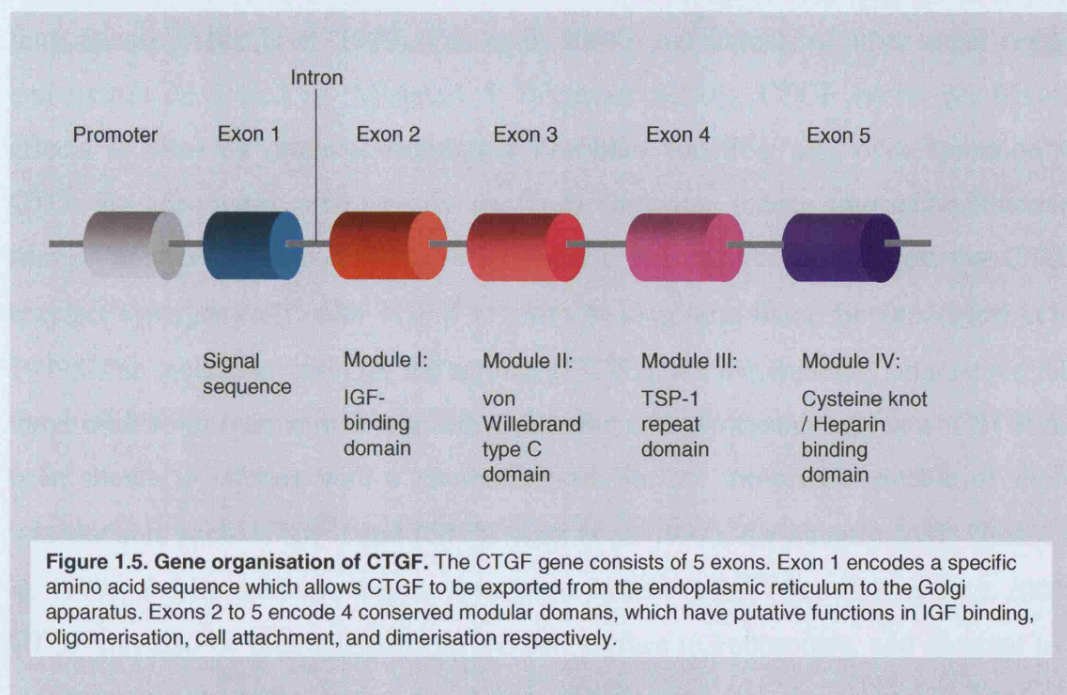 Intron
Promoter Exon 1 Exon 2 Exon 3 Exon 4 Exon 5
Signal
sequence
Module I:
IGF-
binding
domain
Module II:
von
Willebrand
type C
domain
Module III:
TSP-1
repeat
domain
Module IV:
Cysteine knot
/ Heparin
binding
domain
Figure 1.5. Gene organisation of CTGF. The CTGF gene consists of 5 exons. Exon 1 encodes a specific
amino acid sequence which allows CTGF to be exported from the endoplasmic reticulum to the Golgi
apparatus. Exons 2 to 5 encode 4 conserved modular domans, which have putative functions in IGF binding,
oligomerisation, cell attachment, and dimerisation respectively.